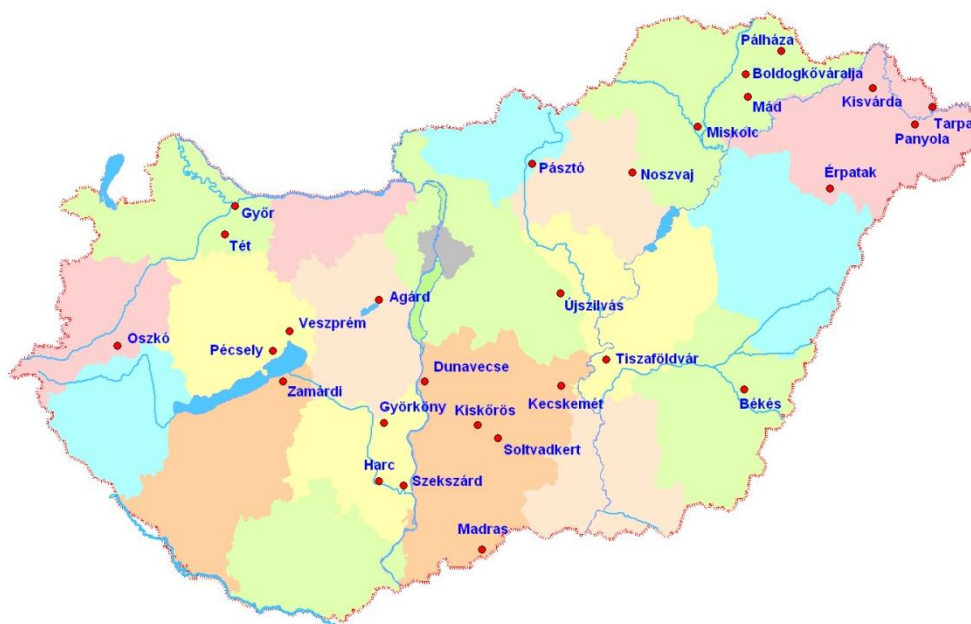 Pálháza
Boldogkőváralja
Kisvárda
Mád
Tarpa
Miskolc
Panyola
Pásztó
Noszvaj
Érpatak
Győr
Tét
Agárd
Újszilvás
Veszprém
Oszkó
Pécsely
Tiszaföldvár
Dunavecse
Zamárdi
Kecskemét
Békés
Györköny
Kiskőrös
Soltvadkert
Harc
Szekszárd
Madras